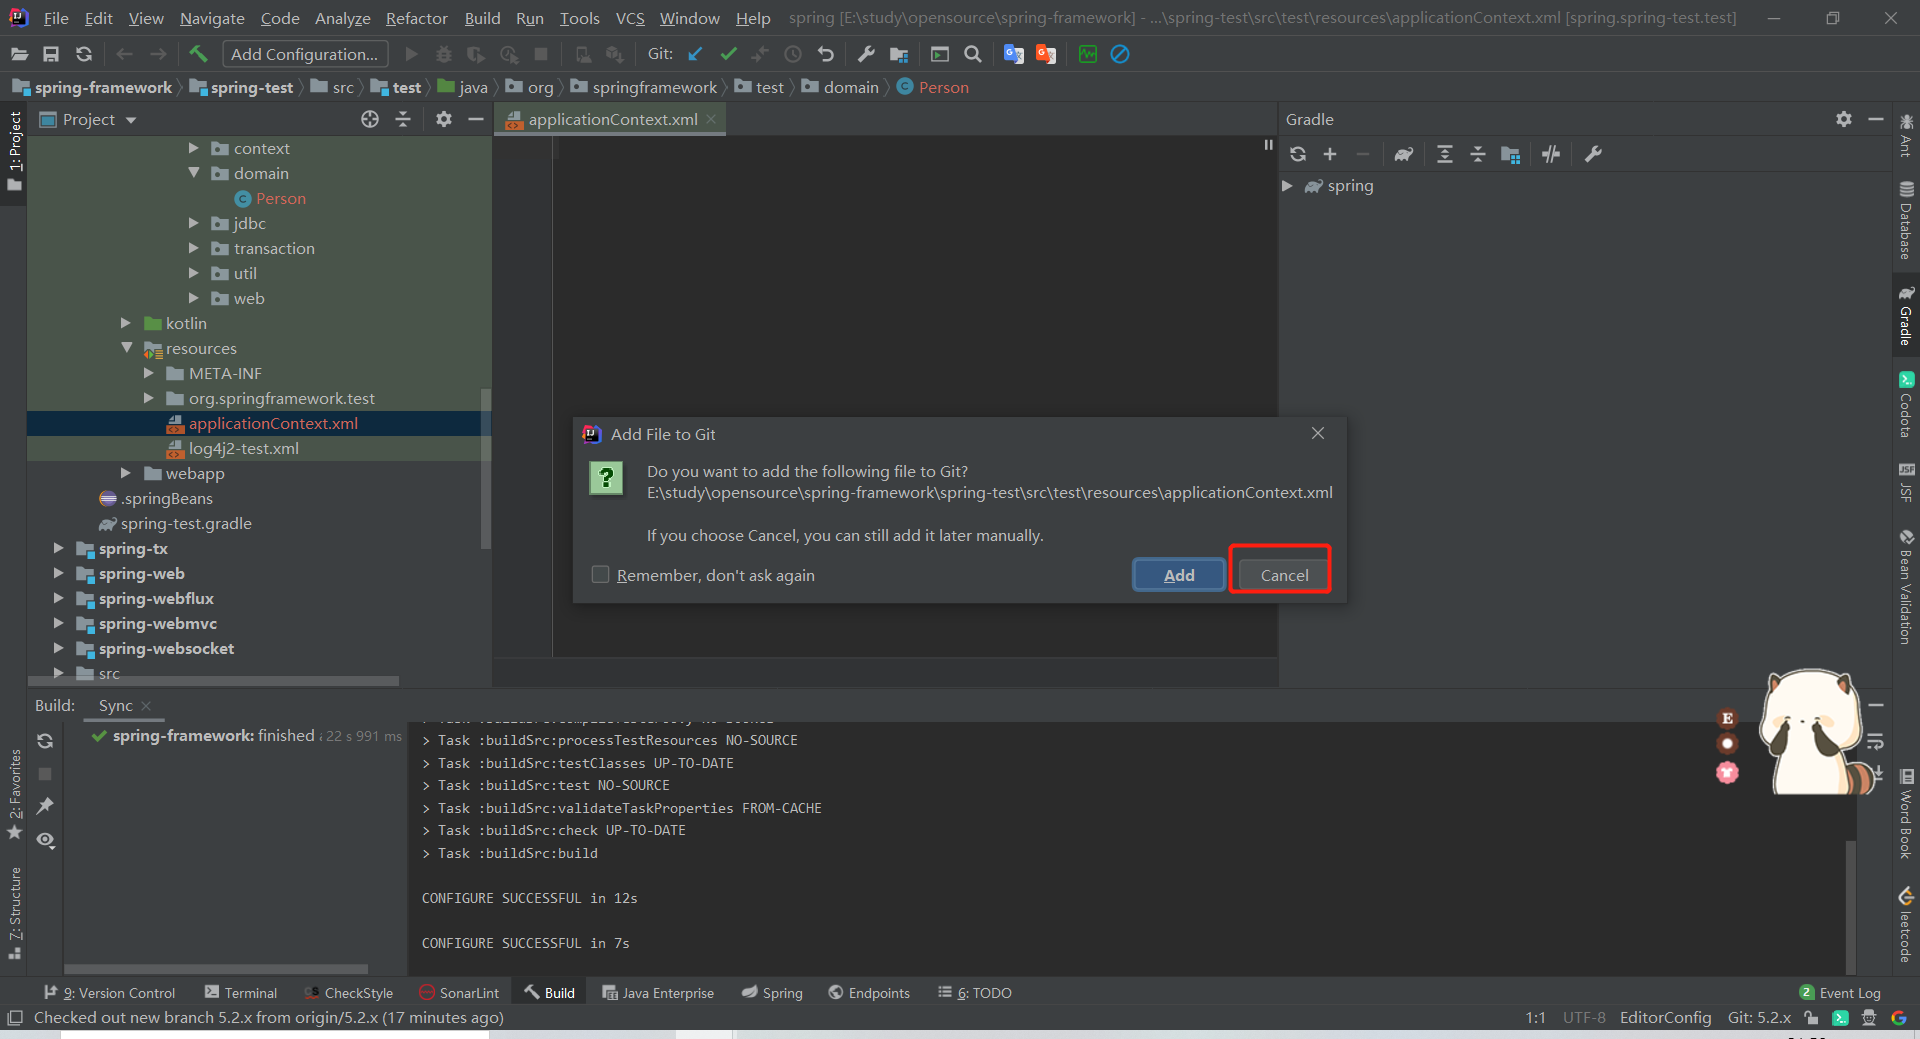 File Edit View Navigate Code Analyze Refactor Build Run Tools VCS Window Help spring [E:\study\opensource\spring-framework] - ...\spring-test\src\test\resources\applicationContext.xml [spring.spring-test.test]
Add Configuration... Git:
spring-framework spring-test src test java org springframework test domain Person
1: Project
Project
applicationContext.xml
Gradle
context
domain
Person
jdbc
transaction
util
web
kotlin
resources
META-INF
org.springframework.test
applicationContext.xml
log4j2-test.xml
webapp
.springBeans
spring-test.gradle
spring-tx
spring-web
spring-webflux
spring-webmvc
spring-websocket
src
spring
Add File to Git
Do you want to add the following file to Git?
E:\study\opensource\spring-framework\spring-test\src\test\resources\applicationContext.xml
If you choose Cancel, you can still add it later manually.
Remember, don't ask again
Add
Cancel
Ant
Database
Gradle
Codota
JSF
Bean Validation
Word Book
leetcode
Build: Sync
spring-framework: finished 22 s 991 ms
> Task :buildSrc:processTestResources NO-SOURCE
> Task :buildSrc:testClasses UP-TO-DATE
> Task :buildSrc:test NO-SOURCE
> Task :buildSrc:validateTaskProperties FROM-CACHE
> Task :buildSrc:check UP-TO-DATE
> Task :buildSrc:build
CONFIGURE SUCCESSFUL in 12s
CONFIGURE SUCCESSFUL in 7s
E
2: Favorites
7: Structure
9: Version Control Terminal CheckStyle SonarLint Build Java Enterprise Spring Endpoints 6: TODO 2 Event Log
Checked out new branch 5.2.x from origin/5.2.x (17 minutes ago) 1:1 UTF-8 EditorConfig Git: 5.2.x